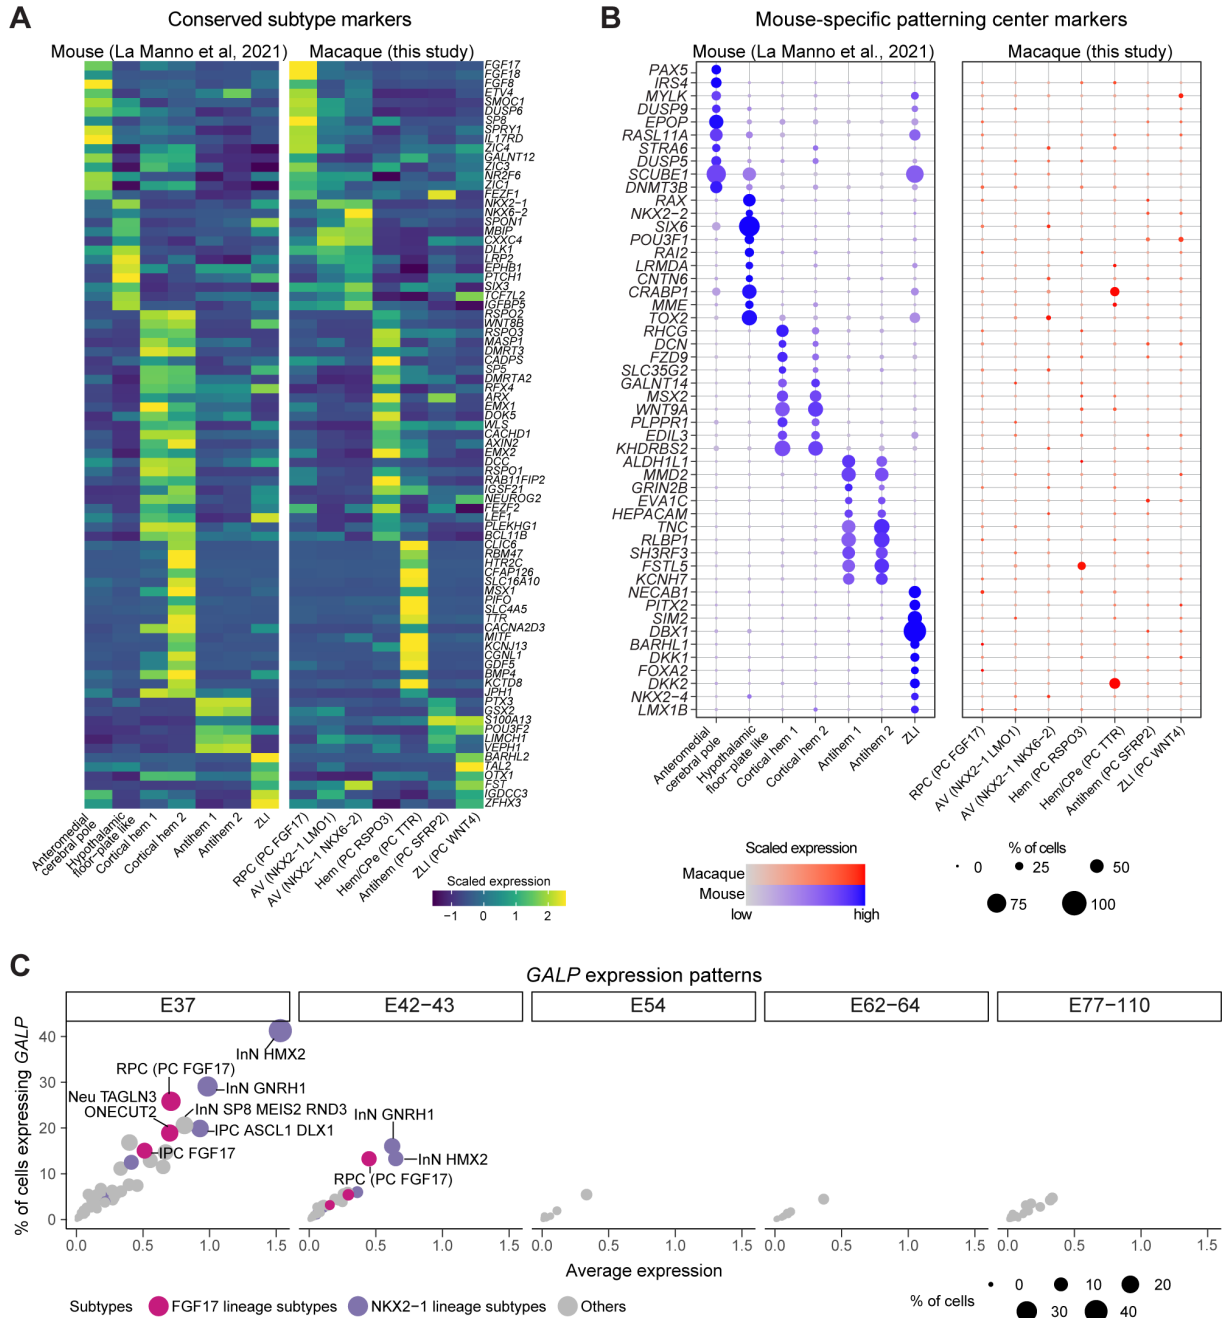 A
Conserved subtype markers
Mouse (La Manno et al, 2021)
Macaque (this study)
FGF17
FGF18
FGF8
ETV4
SMOC1
DUSP6
SP8
SPRY1
IL17RD
ZIC4
GALNT12
ZIC3
NR2F6
ZIC1
FEZF1
NKX2−1
NKX6−2
SPON1
MBIP
CXXC4
DLK1
LRP2
EPHB1
PTCH1
SIX3
TCF7L2
IGFBP5
RSPO2
WNT8B
RSPO3
MASP1
DMRT3
CADPS
SP5
DMRTA2
RFX4
ARX
EMX1
DOK5
WLS
CACHD1
AXIN2
EMX2
DCC
RSPO1
RAB11FIP2
IGSF21
NEUROG2
FEZF2
LEF1
PLEKHG1
BCL11B
CLIC6
RBM47
HTR2C
CFAP126
SLC16A10
MSX1
PIFO
SLC4A5
TTR
CACNA2D3
MITF
KCNJ13
CGNL1
GDF5
BMP4
KCTD8
JPH1
PTX3
GSX2
S100A13
POU3F2
LIMCH1
VEPH1
BARHL2
TAL2
OTX1
FST
IGDCC3
ZFHX3
Anteromedial
cerebral pole
Hypothalamic
floor−plate like
Cortical hem 1
Cortical hem 2
Antihem 1
Antihem 2
ZLI
RPC (PC FGF17)
AV (NKX2−1 LMO1)
AV (NKX2−1 NKX6−2)
Hem (PC RSPO3)
Hem/CPe (PC TTR)
Antihem (PC SFRP2)
ZLI (PC WNT4)
Scaled expression
−1 0 1 2
B
Mouse-specific patterning center markers
Mouse (La Manno et al., 2021)
Macaque (this study)
PAX5
IRS4
MYLK
DUSP9
EPOP
RASL11A
STRA6
DUSP5
SCUBE1
DNMT3B
RAX
NKX2−2
SIX6
POU3F1
RAI2
LRMDA
CNTN6
CRABP1
MME
TOX2
RHCG
DCN
FZD9
SLC35G2
GALNT14
MSX2
WNT9A
PLPPR1
EDIL3
KHDRBS2
ALDH1L1
MMD2
GRIN2B
EVA1C
HEPACAM
TNC
RLBP1
SH3RF3
FSTL5
KCNH7
NECAB1
PITX2
SIM2
DBX1
BARHL1
DKK1
FOXA2
DKK2
NKX2−4
LMX1B
Anteromedial
cerebral pole
Hypothalamic
floor−plate like
Cortical hem 1
Cortical hem 2
Antihem 1
Antihem 2
ZLI
RPC (PC FGF17)
AV (NKX2−1 LMO1)
AV (NKX2−1 NKX6−2)
Hem (PC RSPO3)
Hem/CPe (PC TTR)
Antihem (PC SFRP2)
ZLI (PC WNT4)
Scaled expression
Macaque
Mouse
low high
% of cells
0 25 50
75 100
C
GALP expression patterns
E37 E42−43 E54 E62−64 E77−110
% of cells expressing GALP
40
30
20
10
0
InN HMX2
RPC (PC FGF17)
InN GNRH1
Neu TAGLN3
ONECUT2
InN SP8 MEIS2 RND3
IPC ASCL1 DLX1
IPC FGF17
InN GNRH1
InN HMX2
RPC (PC FGF17)
0.0 0.5 1.0 1.5 0.0 0.5 1.0 1.5 0.0 0.5 1.0 1.5 0.0 0.5 1.0 1.5 0.0 0.5 1.0 1.5
Average expression
Subtypes FGF17 lineage subtypes NKX2−1 lineage subtypes Others
% of cells
0 10 20
30 40